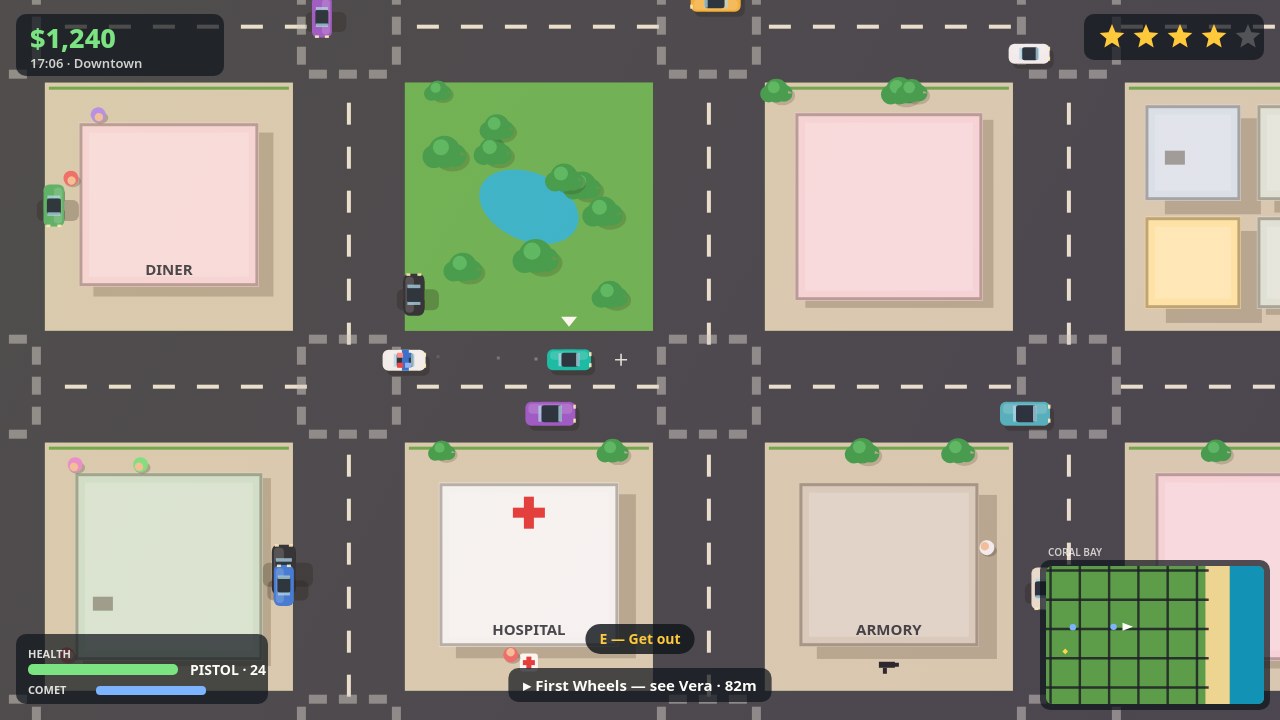 $1,240
17:06 · Downtown
DINER
HOSPITAL
ARMORY
CORAL BAY
E — Get out
HEALTH
PISTOL · 24
COMET
▸ First Wheels — see Vera · 82m